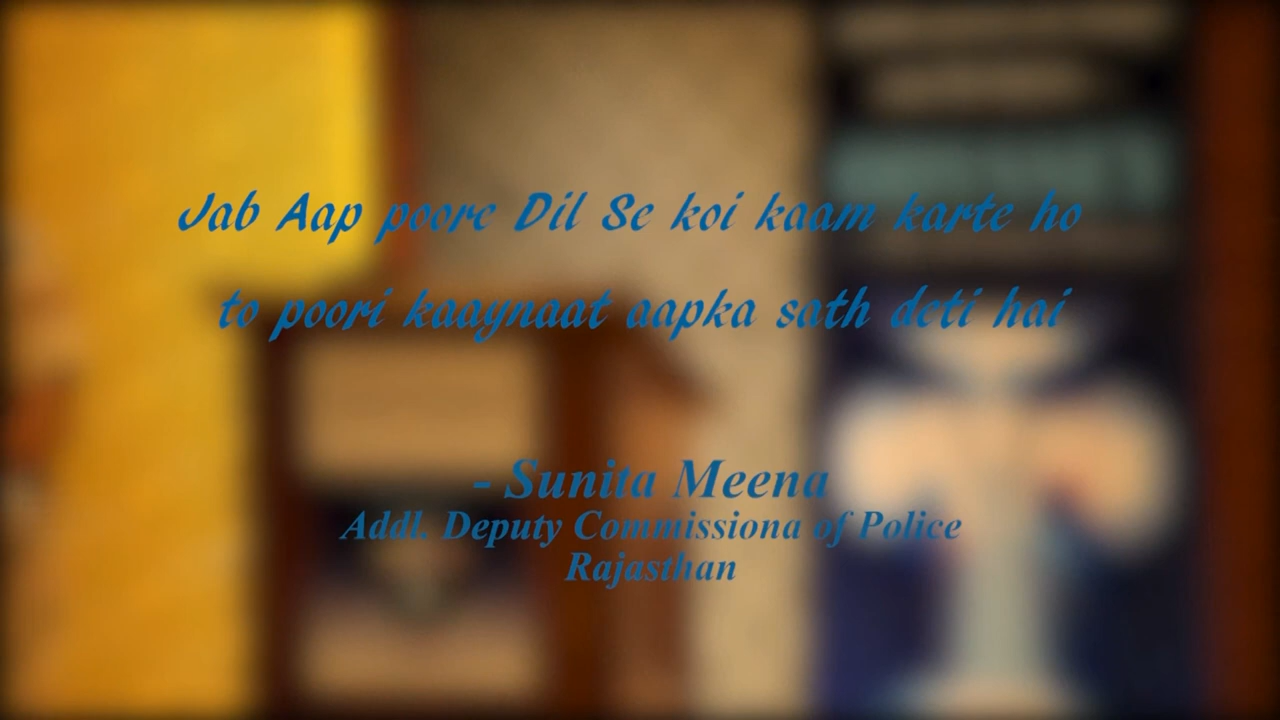 Jab Aap poore Dil Se koi kaam karte ho
to poori kaaynaat aapka sath deti hai
- Sunita Meena
Addl. Deputy Commissiona of Police
Rajasthan